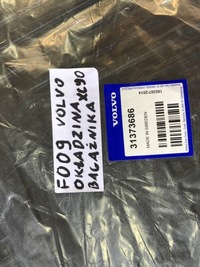 F009 VOLVO
OKŁADZINA XC90
BAGAŻNIKA
VOLVO
31373686
MADE IN SWEDEN